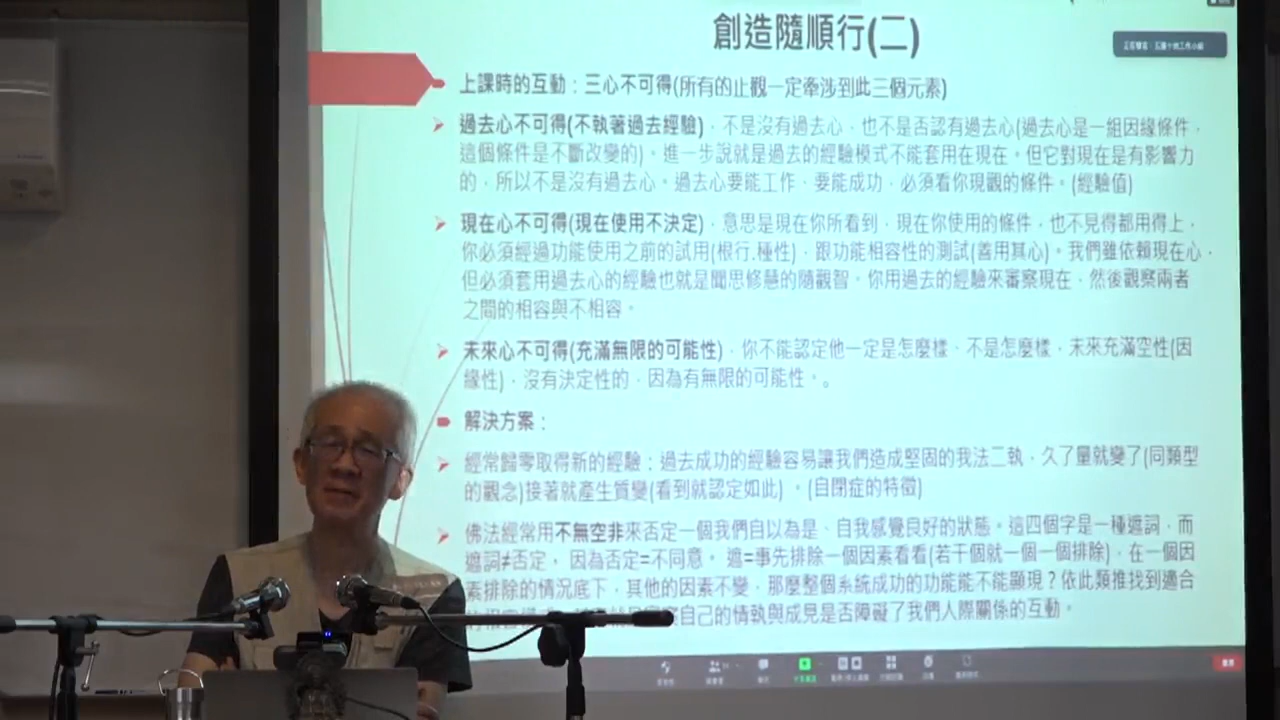 創造隨順行(二)
上課時的互動：三心不可得(所有的止觀一定牽涉到此三個元素)
過去心不可得(不執著過去經驗)，不是沒有過去心，也不是否認有過去心(過去心是一組因緣條件，
這個條件是不斷改變的)。進一步說就是過去的經驗模式不能套用在現在。但它對現在是有影響力
的，所以不是沒有過去心。過去心要能工作、要能成功，必須看你現觀的條件。(經驗值)
現在心不可得(現在使用不決定)，意思是現在你所看到，現在你使用的條件，也不見得都用得上，
你必須經過功能使用之前的試用(根行.種性)，跟功能相容性的測試(善用其心)。我們雖依賴現在心，
但必須套用過去心的經驗也就是聞思修慧的隨觀智。你用過去的經驗來審察現在，然後觀察兩者
之間的相容與不相容。
未來心不可得(充滿無限的可能性)，你不能認定他一定是怎麼樣、不是怎麼樣，未來充滿空性(因
緣性)，沒有決定性的，因為有無限的可能性。。
解決方案：
經常歸零取得新的經驗：過去成功的經驗容易讓我們造成堅固的我法二執，久了量就變了(同類型
的觀念)接著就產生質變(看到就認定如此)。(自閉症的特徵)
佛法經常用不無空非來否定一個我們自以為是、自我感覺良好的狀態。這四個字是一種遮詞，而
遮詞≠否定，因為否定=不同意。遮=事先排除一個因素看看(若干個就一個一個排除)，在一個因
素排除的情況底下，其他的因素不變，那麼整個系統成功的功能能不能顯現？依此類推找到適合
自己的情執與成見是否障礙了我們人際關係的互動。